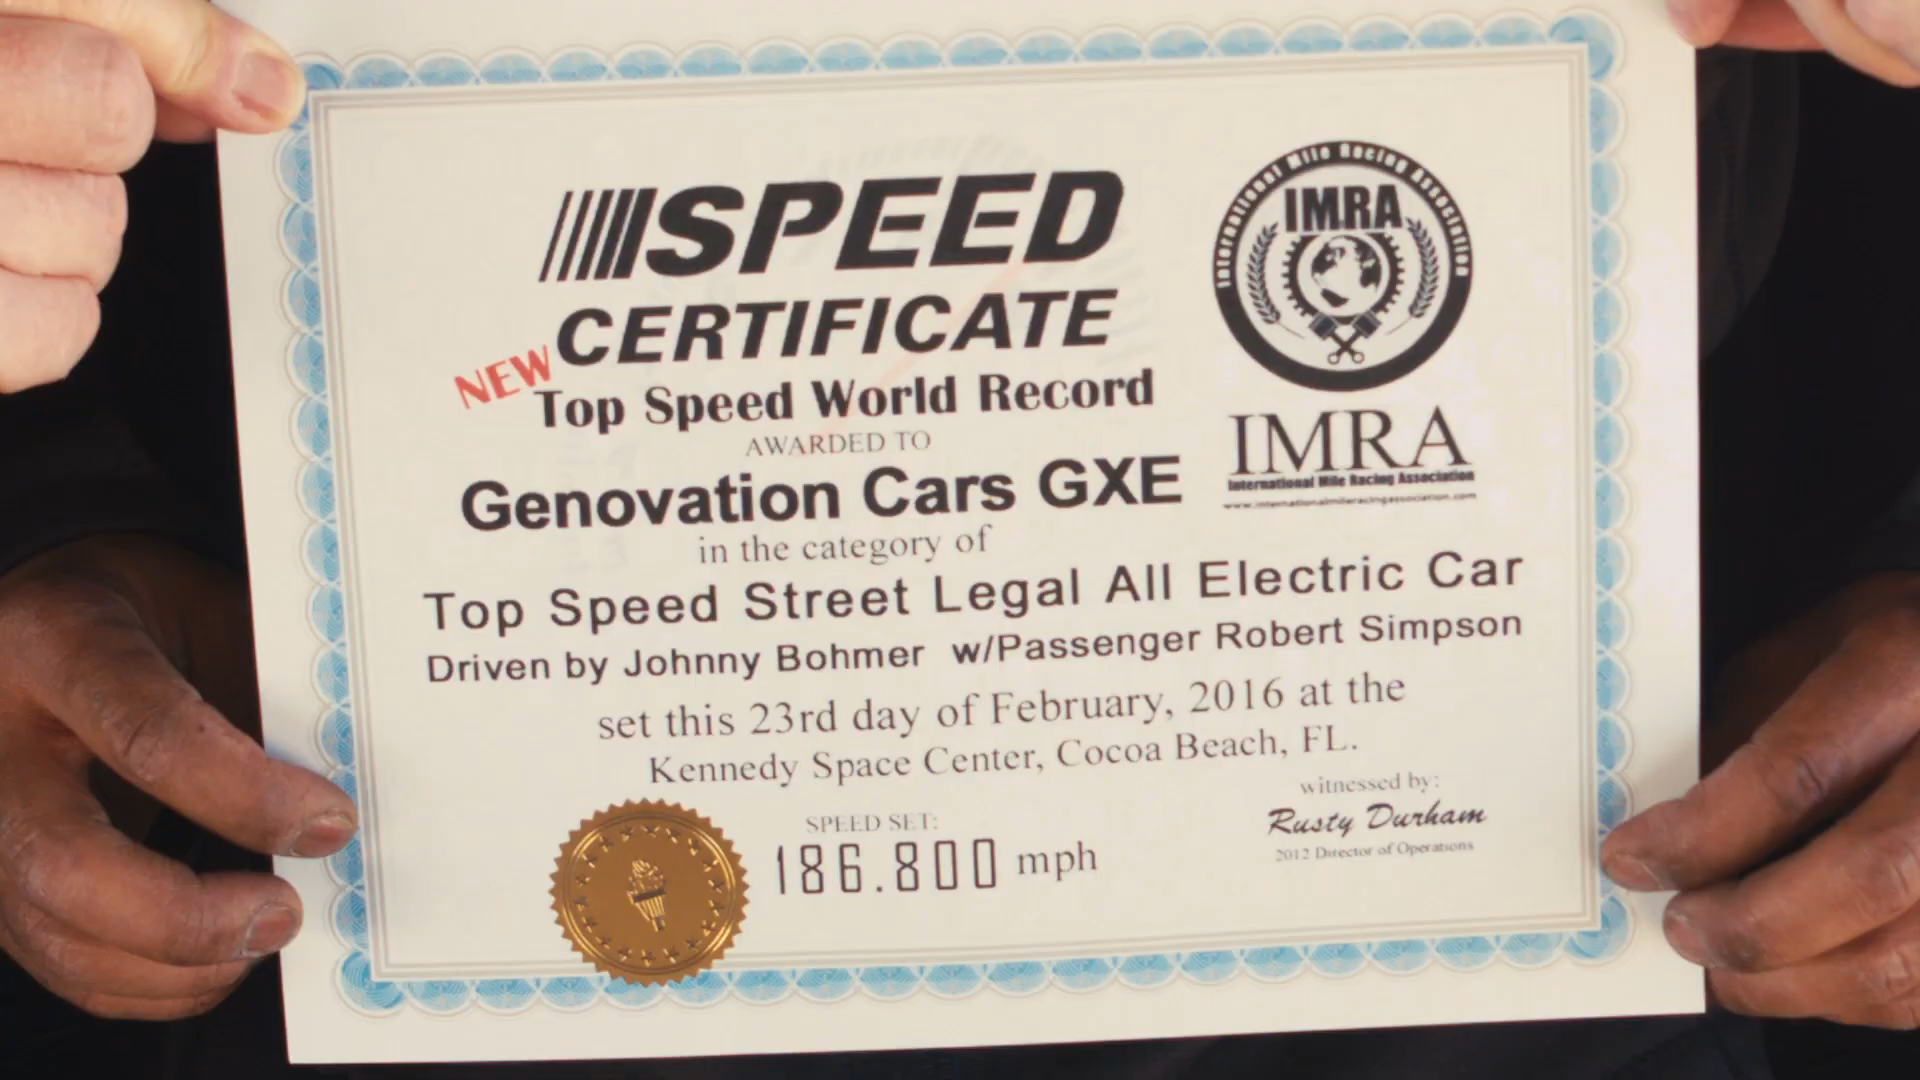 SPEED
CERTIFICATE
NEW
Top Speed World Record
AWARDED TO
Genovation Cars GXE
in the category of
Top Speed Street Legal All Electric Car
Driven by Johnny Bohmer w/Passenger Robert Simpson
set this 23rd day of February, 2016 at the
Kennedy Space Center, Cocoa Beach, FL.
SPEED SET:
186.800 mph
witnessed by:
Rusty Durham
2012 Director of Operations
International Mile Racing Association
IMRA
IMRA
International Mile Racing Association
www.internationalmileracingassociation.com